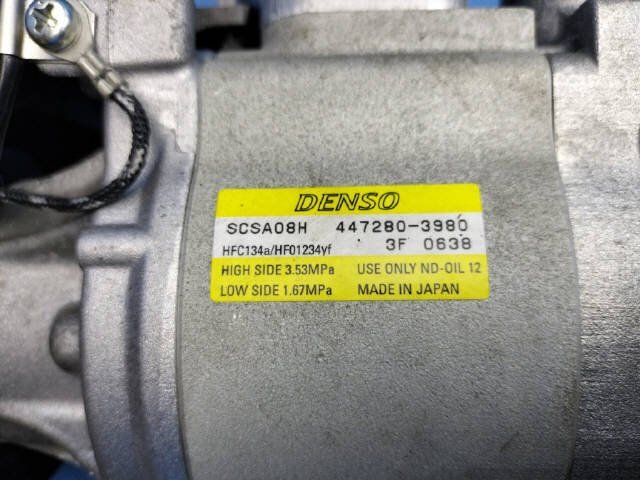 DENSO
SCSA08H 447280-3980
HFC134a/HFO1234yf 3F 0638
HIGH SIDE 3.53MPa USE ONLY ND-OIL 12
LOW SIDE 1.67MPa MADE IN JAPAN